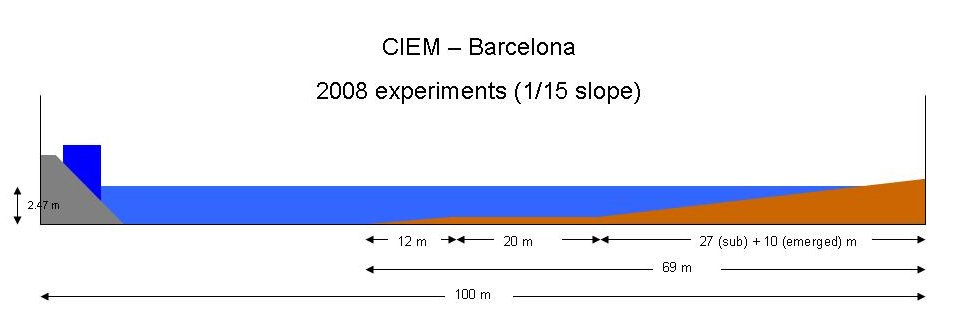 CIEM – Barcelona
2008 experiments (1/15 slope)
2.47 m
12 m
20 m
27 (sub) + 10 (emerged) m
69 m
100 m